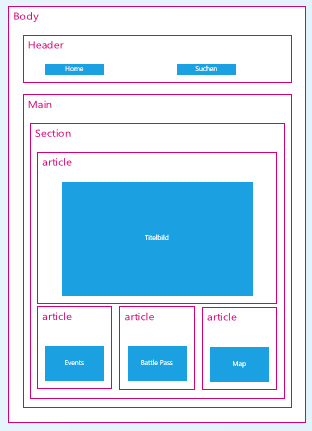 Body
Header
Home
Suchen
Main
Section
article
Titelbild
article
article
article
Events
Battle Pass
Map